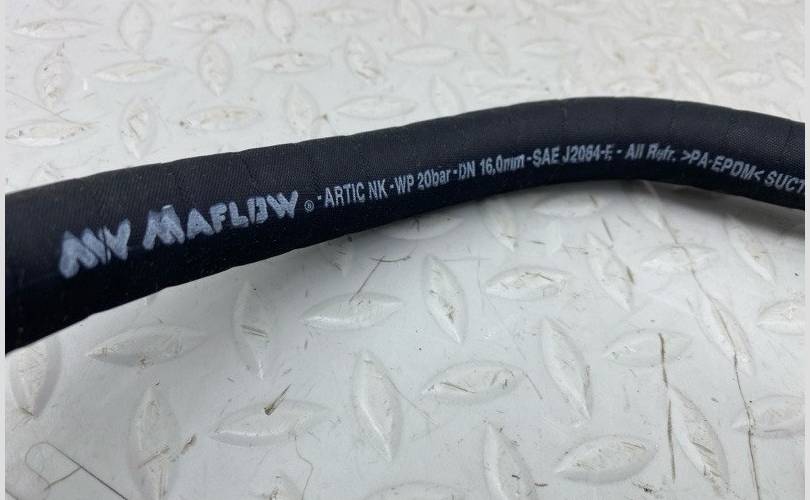 MAFLOW ® -ARTIC NK -WP 20bar -DN 16,0mm -SAE J2064-E - All Refr. >PA-EPDM< SUCT